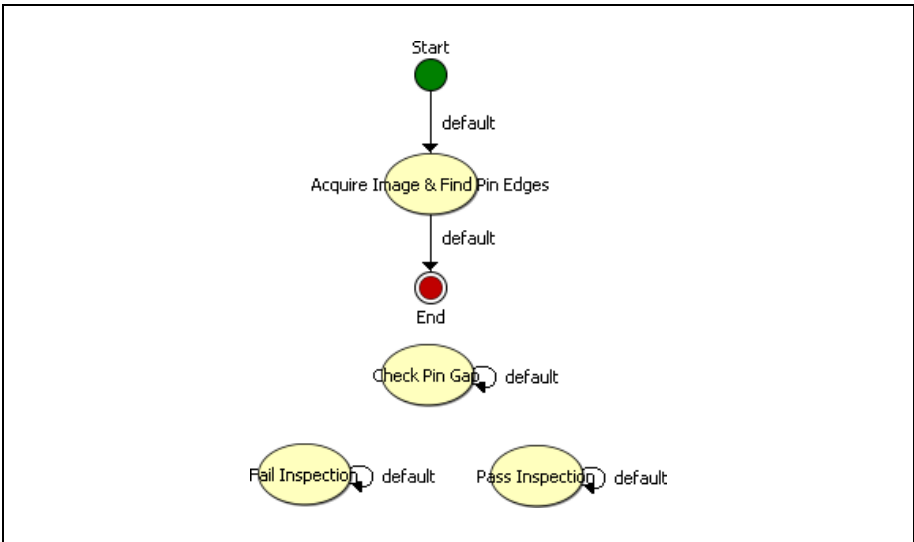 Start
default
Acquire Image & Find Pin Edges
default
End
Check Pin Gap
default
Fail Inspection
default
Pass Inspection
default